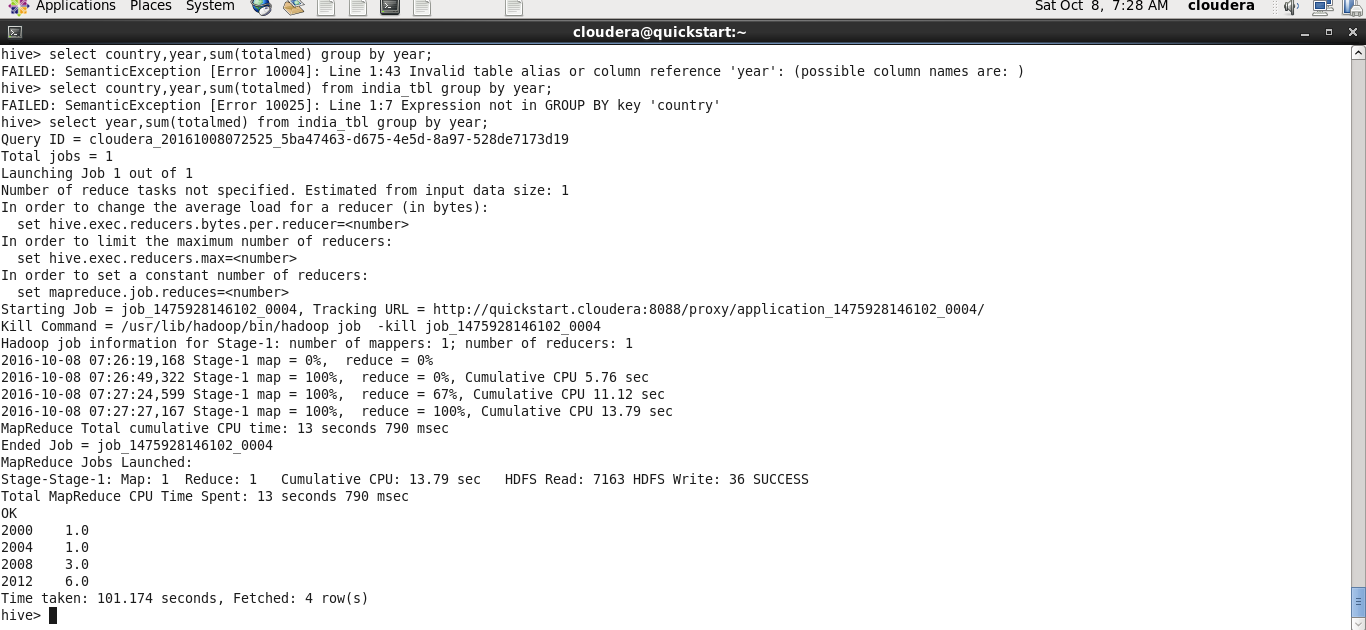 Applications Places System Sat Oct 8, 7:28 AM cloudera
cloudera@quickstart:~
hive> select country,year,sum(totalmed) group by year;
FAILED: SemanticException [Error 10004]: Line 1:43 Invalid table alias or column reference 'year': (possible column names are: )
hive> select country,year,sum(totalmed) from india_tbl group by year;
FAILED: SemanticException [Error 10025]: Line 1:7 Expression not in GROUP BY key 'country'
hive> select year,sum(totalmed) from india_tbl group by year;
Query ID = cloudera_20161008072525_5ba47463-d675-4e5d-8a97-528de7173d19
Total jobs = 1
Launching Job 1 out of 1
Number of reduce tasks not specified. Estimated from input data size: 1
In order to change the average load for a reducer (in bytes):
  set hive.exec.reducers.bytes.per.reducer=<number>
In order to limit the maximum number of reducers:
  set hive.exec.reducers.max=<number>
In order to set a constant number of reducers:
  set mapreduce.job.reduces=<number>
Starting Job = job_1475928146102_0004, Tracking URL = http://quickstart.cloudera:8088/proxy/application_1475928146102_0004/
Kill Command = /usr/lib/hadoop/bin/hadoop job  -kill job_1475928146102_0004
Hadoop job information for Stage-1: number of mappers: 1; number of reducers: 1
2016-10-08 07:26:19,168 Stage-1 map = 0%,  reduce = 0%
2016-10-08 07:26:49,322 Stage-1 map = 100%,  reduce = 0%, Cumulative CPU 5.76 sec
2016-10-08 07:27:24,599 Stage-1 map = 100%,  reduce = 67%, Cumulative CPU 11.12 sec
2016-10-08 07:27:27,167 Stage-1 map = 100%,  reduce = 100%, Cumulative CPU 13.79 sec
MapReduce Total cumulative CPU time: 13 seconds 790 msec
Ended Job = job_1475928146102_0004
MapReduce Jobs Launched:
Stage-Stage-1: Map: 1  Reduce: 1   Cumulative CPU: 13.79 sec   HDFS Read: 7163 HDFS Write: 36 SUCCESS
Total MapReduce CPU Time Spent: 13 seconds 790 msec
OK
2000    1.0
2004    1.0
2008    3.0
2012    6.0
Time taken: 101.174 seconds, Fetched: 4 row(s)
hive>